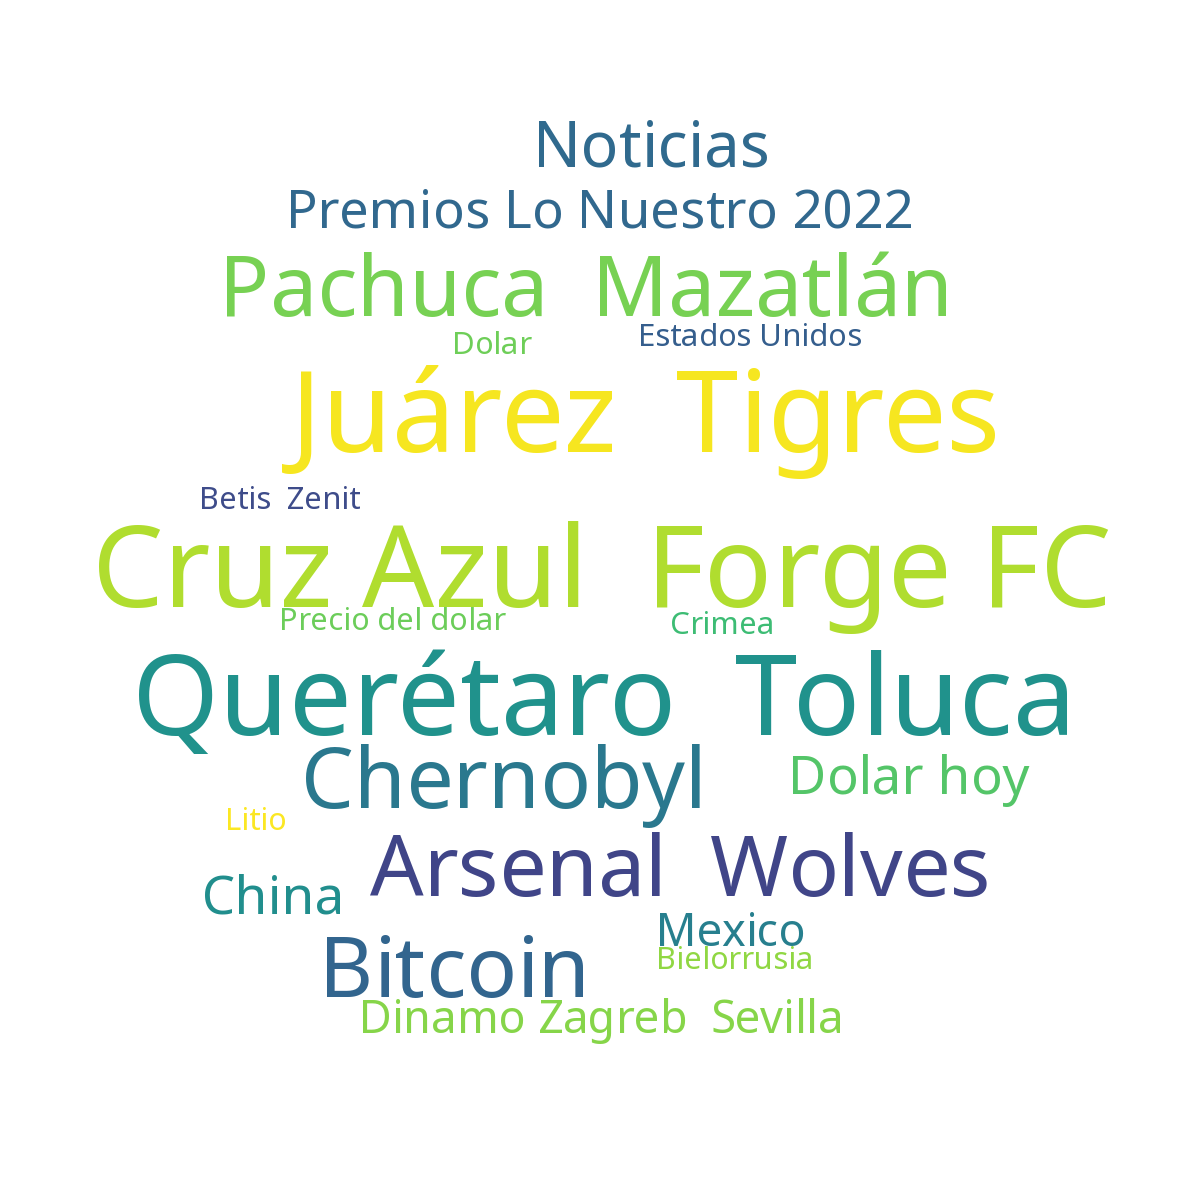 Noticias
Premios Lo Nuestro 2022
Pachuca Mazatlán
Dolar
Estados Unidos
Juárez Tigres
Betis Zenit
Cruz Azul Forge FC
Precio del dolar
Crimea
Querétaro Toluca
Chernobyl
Dolar hoy
Litio
Arsenal Wolves
China
Mexico
Bitcoin
Bielorrusia
Dinamo Zagreb Sevilla